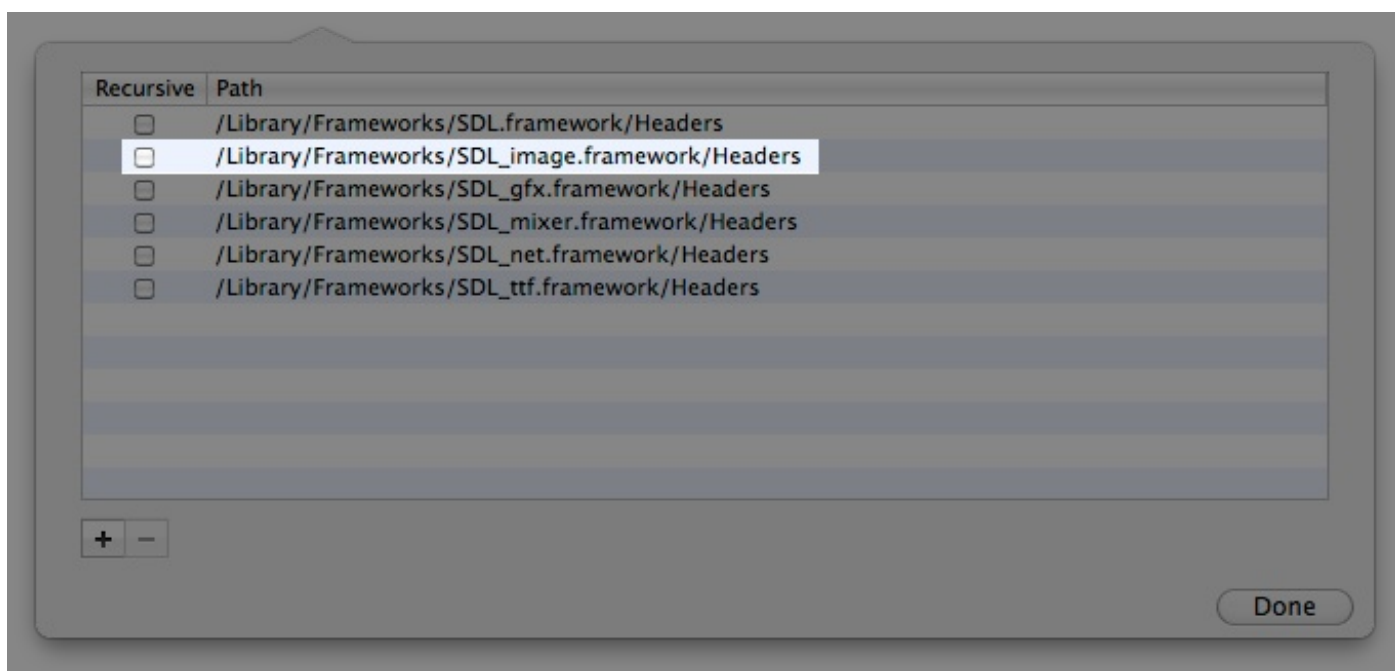 Recursive Path
/Library/Frameworks/SDL.framework/Headers
/Library/Frameworks/SDL_image.framework/Headers
/Library/Frameworks/SDL_gfx.framework/Headers
/Library/Frameworks/SDL_mixer.framework/Headers
/Library/Frameworks/SDL_net.framework/Headers
/Library/Frameworks/SDL_ttf.framework/Headers
+ −
Done